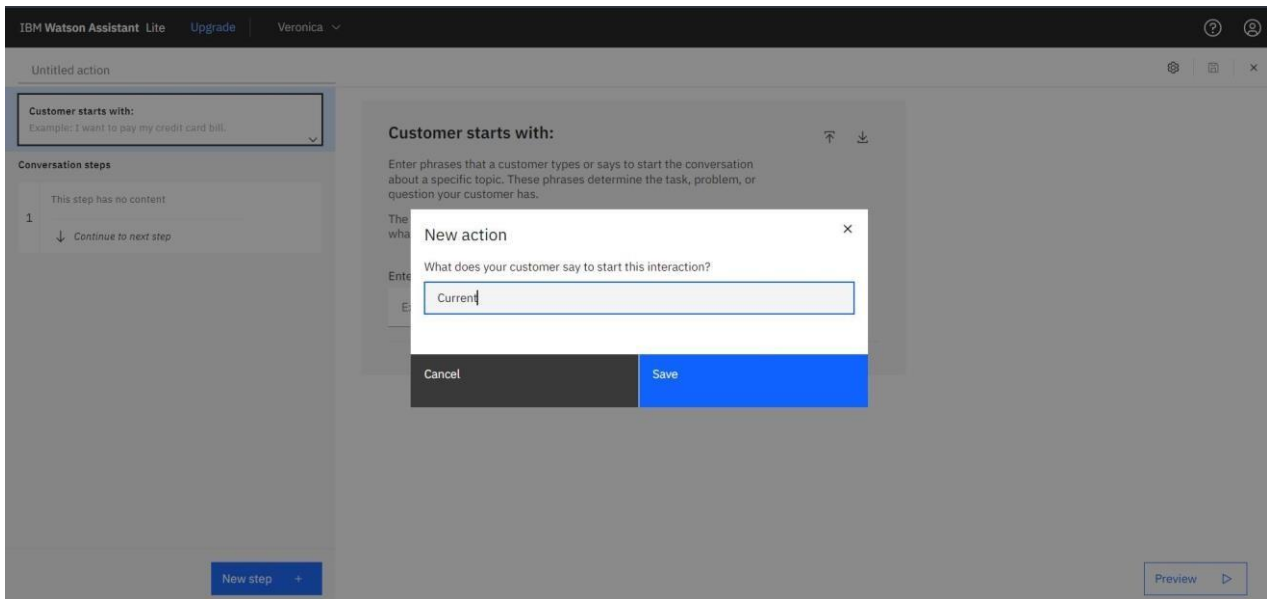 IBM Watson Assistant Lite Upgrade Veronica
Untitled action
Customer starts with:
Example: I want to pay my credit card bill.
Conversation steps
1
This step has no content
Continue to next step
New step +
Customer starts with:
Enter phrases that a customer types or says to start the conversation
about a specific topic. These phrases determine the task, problem, or
question your customer has.
The
wha
Ente
New action
What does your customer say to start this interaction?
Current
Cancel
Save
Preview